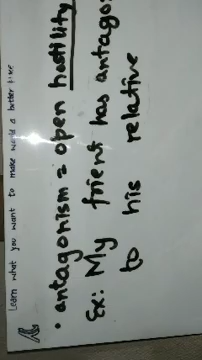 Learn what you want to make world a better place
• antagonism = open hostility
Ex: My frient has antago
to his relative